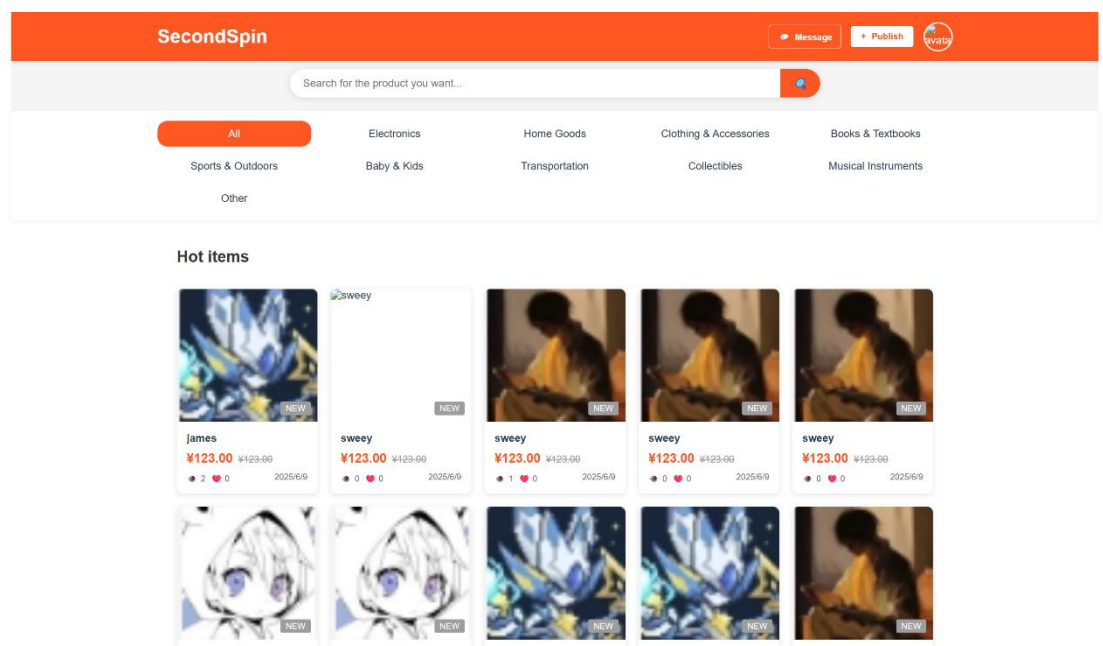 SecondSpin
Message
+ Publish
avata
Search for the product you want...
All
Electronics
Home Goods
Clothing & Accessories
Books & Textbooks
Sports & Outdoors
Baby & Kids
Transportation
Collectibles
Musical Instruments
Other
Hot items
sweey
NEW
NEW
NEW
NEW
NEW
james
¥123.00 ¥123.00
2 0 2025/6/9
sweey
¥123.00 ¥123.00
0 0 2025/6/9
sweey
¥123.00 ¥123.00
1 0 2025/6/9
sweey
¥123.00 ¥123.00
0 0 2025/6/9
sweey
¥123.00 ¥123.00
0 0 2025/6/9
NEW
NEW
NEW
NEW
NEW